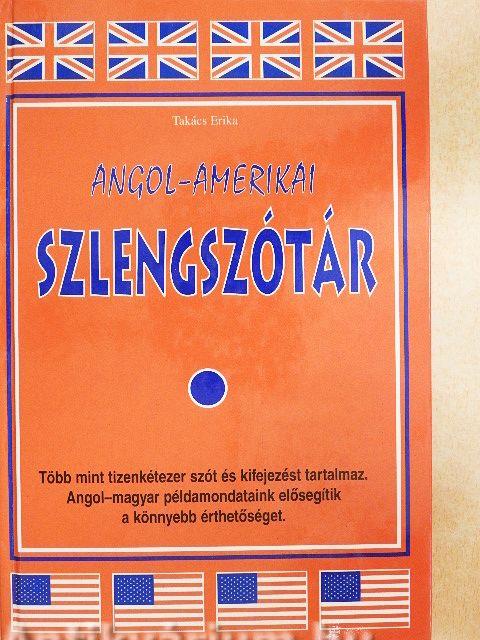 Takács Erika
ANGOL–AMERIKAI
SZLENGSZÓTÁR
Több mint tizenkétezer szót és kifejezést tartalmaz.
Angol–magyar példamondataink elősegítik
a könnyebb érthetőséget.